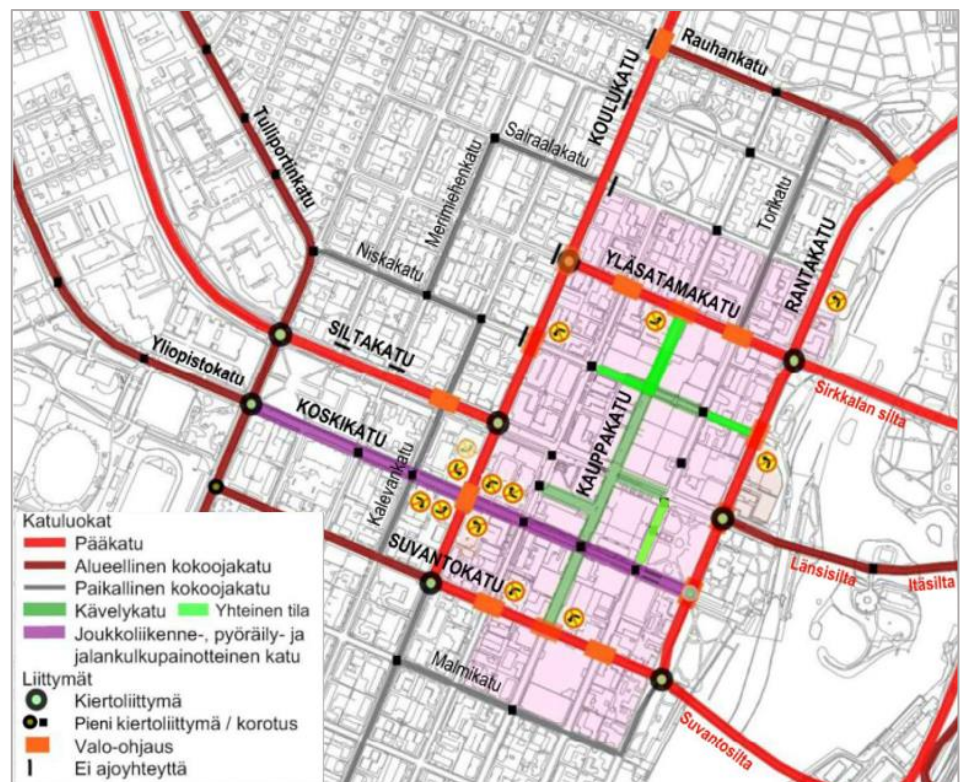 Rauhankatu
KOULUKATU
Tulliportinkatu
Sairaalakatu
Merimiehenkatu
Torikatu
Niskakatu
YLÄSATAMAKATU
RANTAKATU
SILTAKATU
Yliopistokatu
Sirkkalan silta
KOSKIKATU
KAUPPAKATU
Kalevankatu
SUVANTOKATU
Länsisilta
Itäsilta
Malmikatu
Suvantosilta
Katuluokat
Pääkatu
Alueellinen kokoojakatu
Paikallinen kokoojakatu
Kävelykatu Yhteinen tila
Joukkoliikenne-, pyöräily- ja
jalankulkupainotteinen katu
Liittymät
Kiertoliittymä
Pieni kiertoliittymä / korotus
Valo-ohjaus
Ei ajoyhteyttä